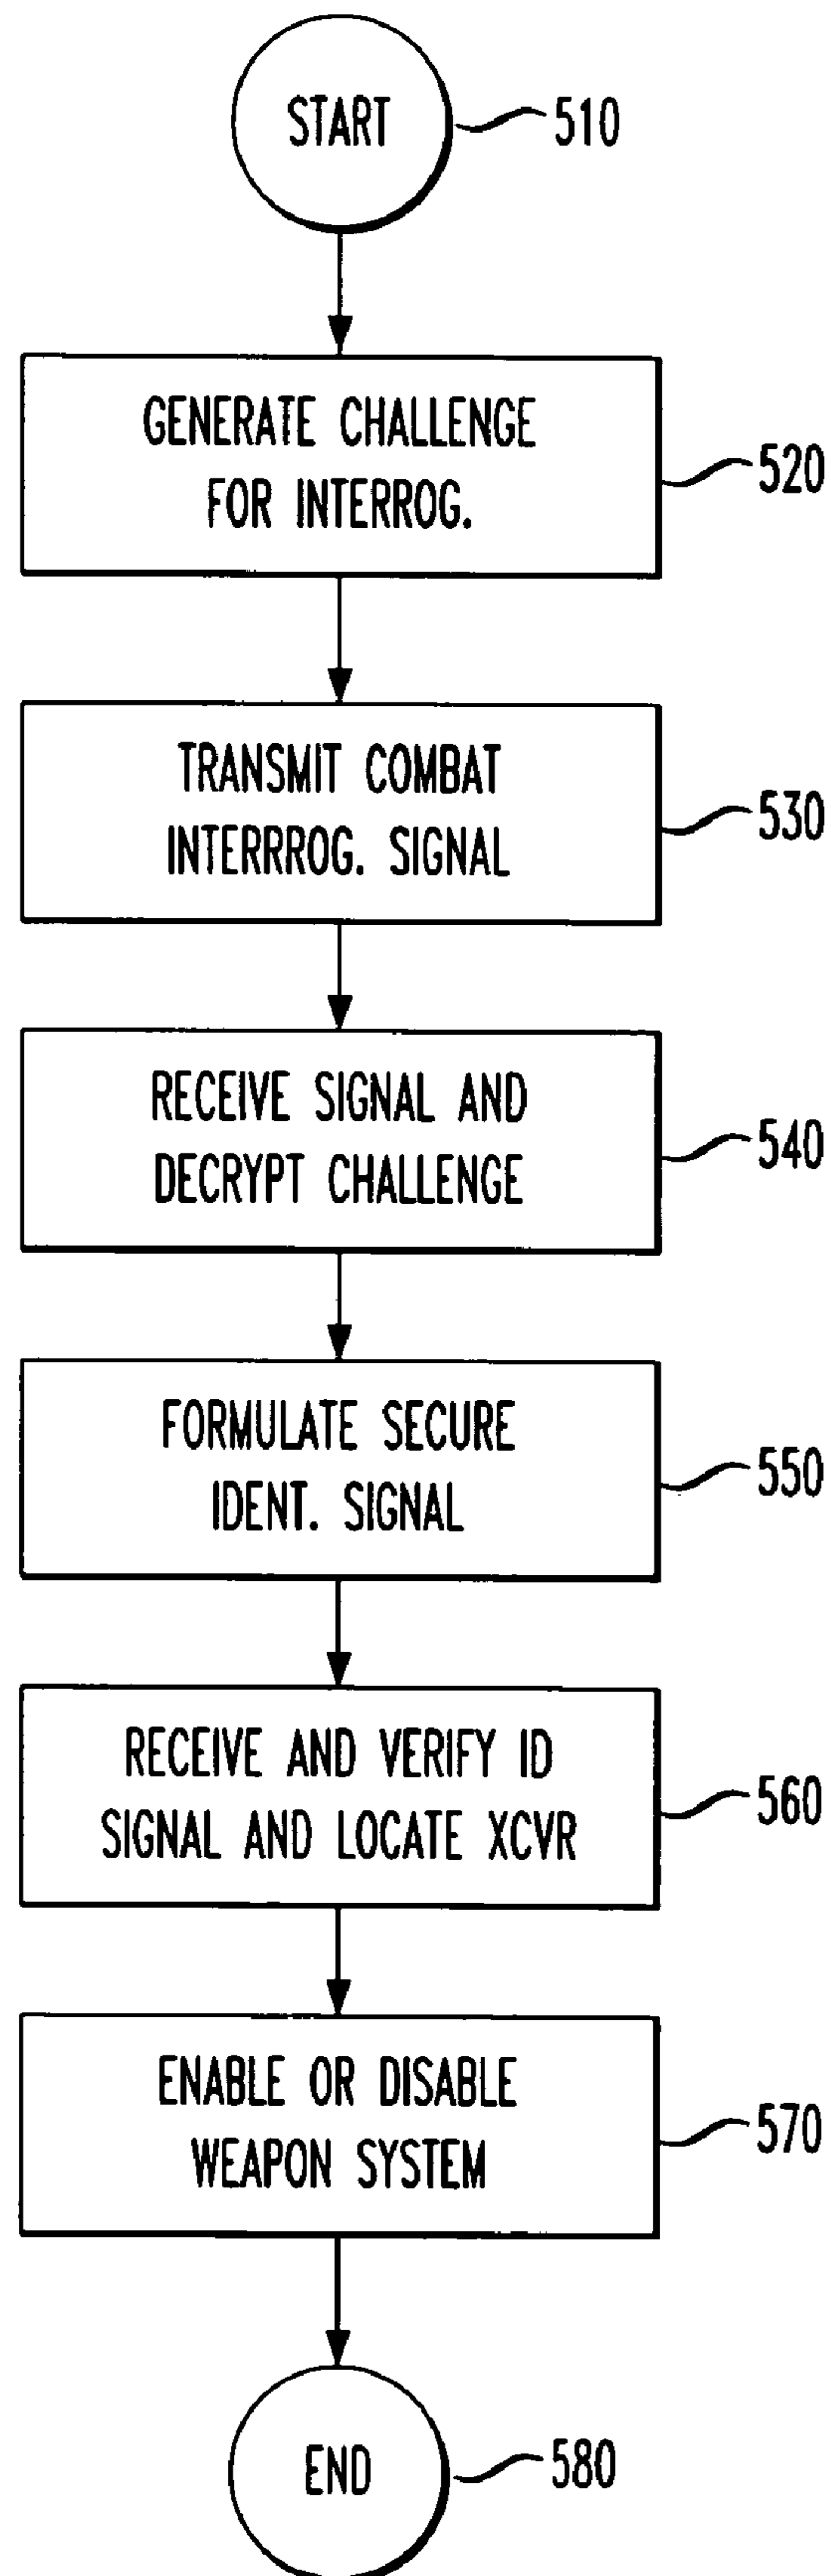 START
510
GENERATE CHALLENGE
FOR INTERROG.
520
TRANSMIT COMBAT
INTERRROG. SIGNAL
530
RECEIVE SIGNAL AND
DECRYPT CHALLENGE
540
FORMULATE SECURE
IDENT. SIGNAL
550
RECEIVE AND VERIFY ID
SIGNAL AND LOCATE XCVR
560
ENABLE OR DISABLE
WEAPON SYSTEM
570
END
580